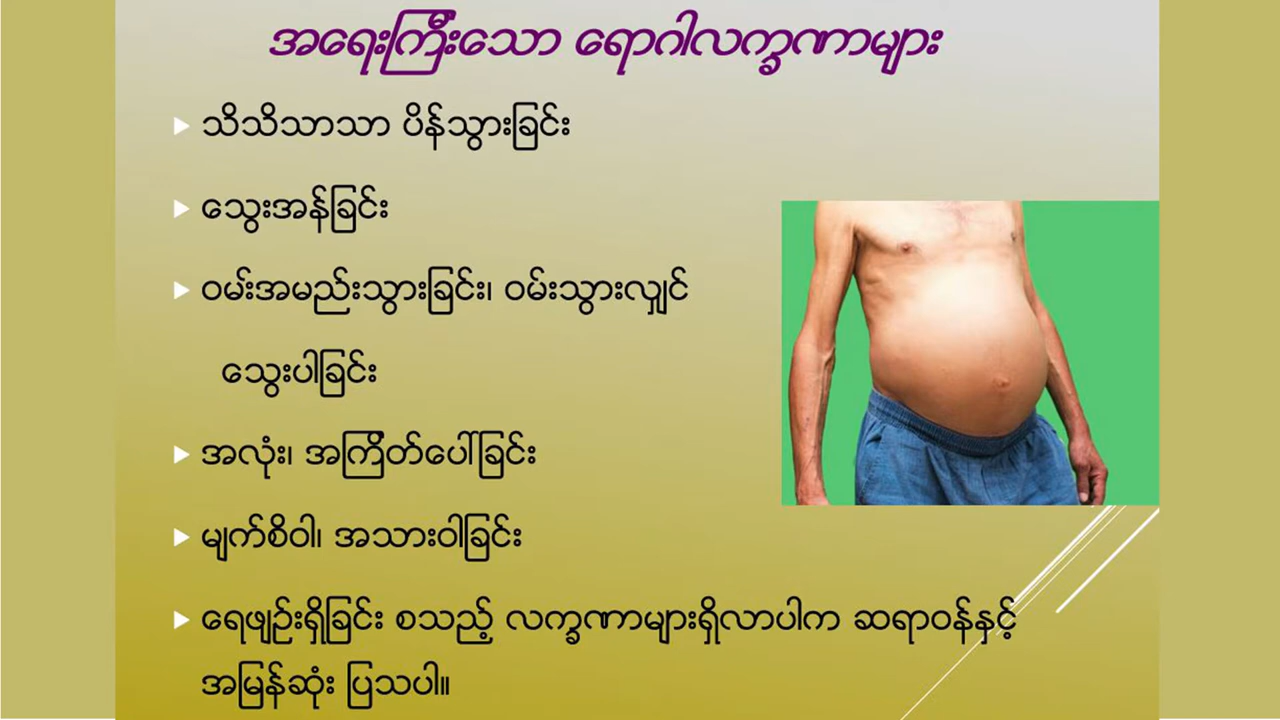 အရေးကြီးသော ရောဂါလက္ခဏာများ
သိသိသာသာ ပိန်သွားခြင်း
သွေးအန်ခြင်း
ဝမ်းအမည်းသွားခြင်း၊ ဝမ်းသွားလျှင်
သွေးပါခြင်း
အလုံး၊ အကြိတ်ပေါ်ခြင်း
မျက်စိဝါ၊ အသားဝါခြင်း
ရေဖျဉ်းရှိခြင်း စသည့် လက္ခဏာများရှိလာပါက ဆရာဝန်နှင့်
အမြန်ဆုံး ပြသပါ။